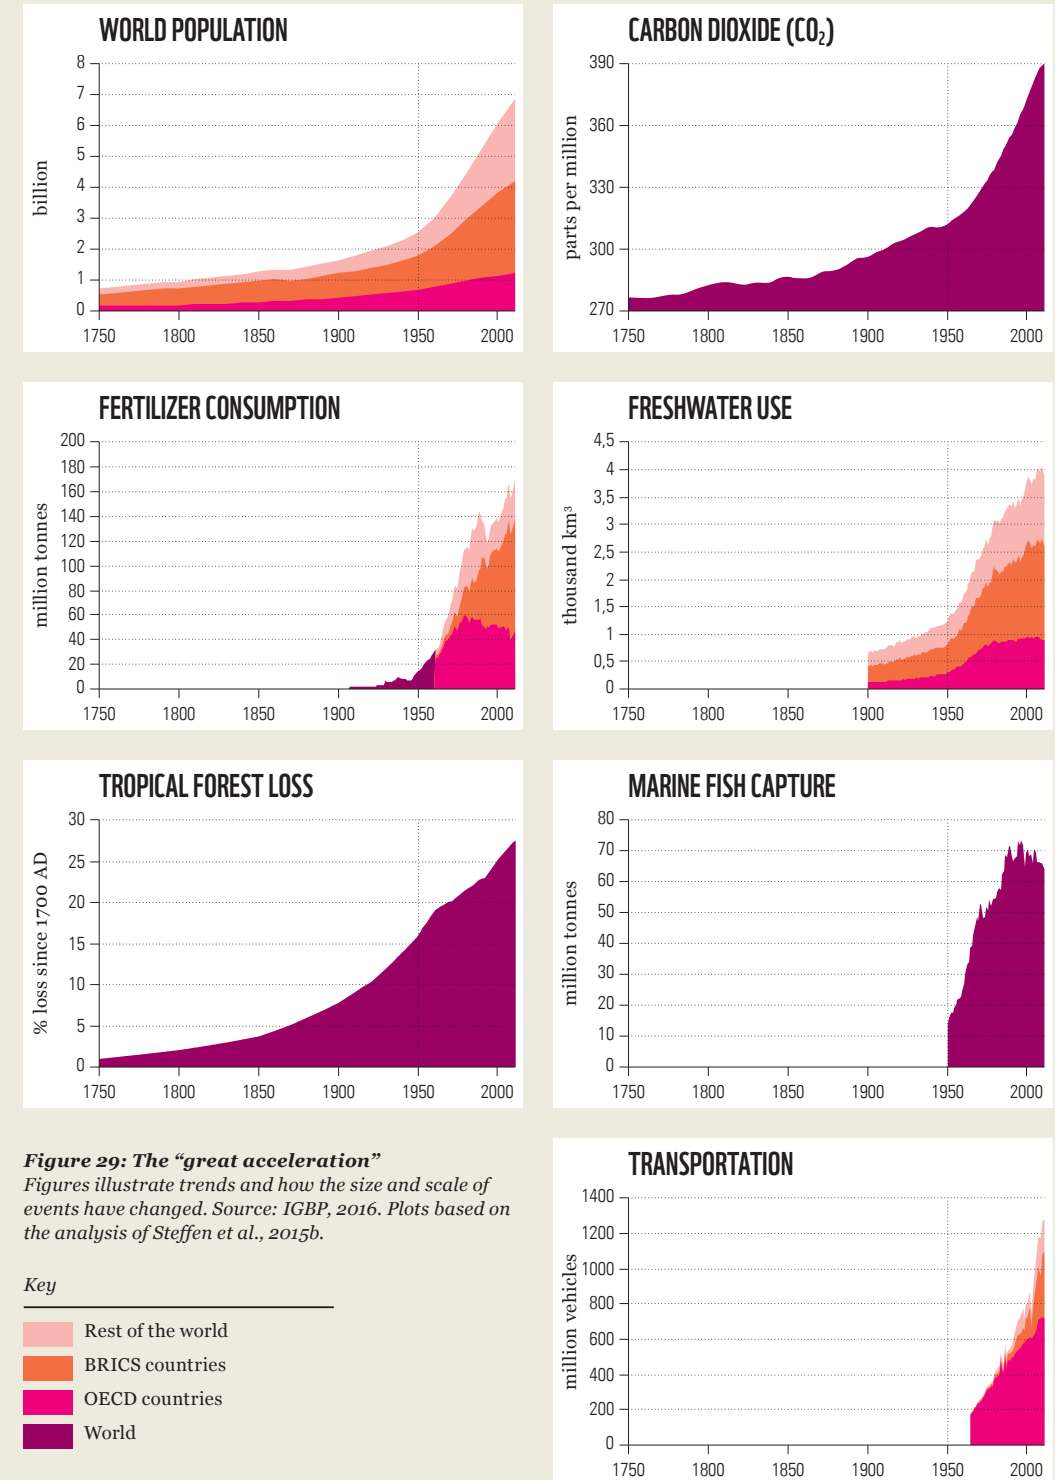 WORLD POPULATION
billion
8
7
6
5
4
3
2
1
0
1750 1800 1850 1900 1950 2000
CARBON DIOXIDE (CO₂)
parts per million
390
360
330
300
270
1750 1800 1850 1900 1950 2000
FERTILIZER CONSUMPTION
million tonnes
200
180
160
140
120
100
80
60
40
20
0
1750 1800 1850 1900 1950 2000
FRESHWATER USE
thousand km³
4,5
4
3,5
3
2,5
2
1,5
1
0,5
0
1750 1800 1850 1900 1950 2000
TROPICAL FOREST LOSS
% loss since 1700 AD
30
25
20
15
10
5
0
1750 1800 1850 1900 1950 2000
MARINE FISH CAPTURE
million tonnes
80
70
60
50
40
30
20
10
0
1750 1800 1850 1900 1950 2000
Figure 29: The “great acceleration”
Figures illustrate trends and how the size and scale of
events have changed. Source: IGBP, 2016. Plots based on
the analysis of Steffen et al., 2015b.
Key
Rest of the world
BRICS countries
OECD countries
World
TRANSPORTATION
million vehicles
1400
1200
1000
800
600
400
200
0
1750 1800 1850 1900 1950 2000